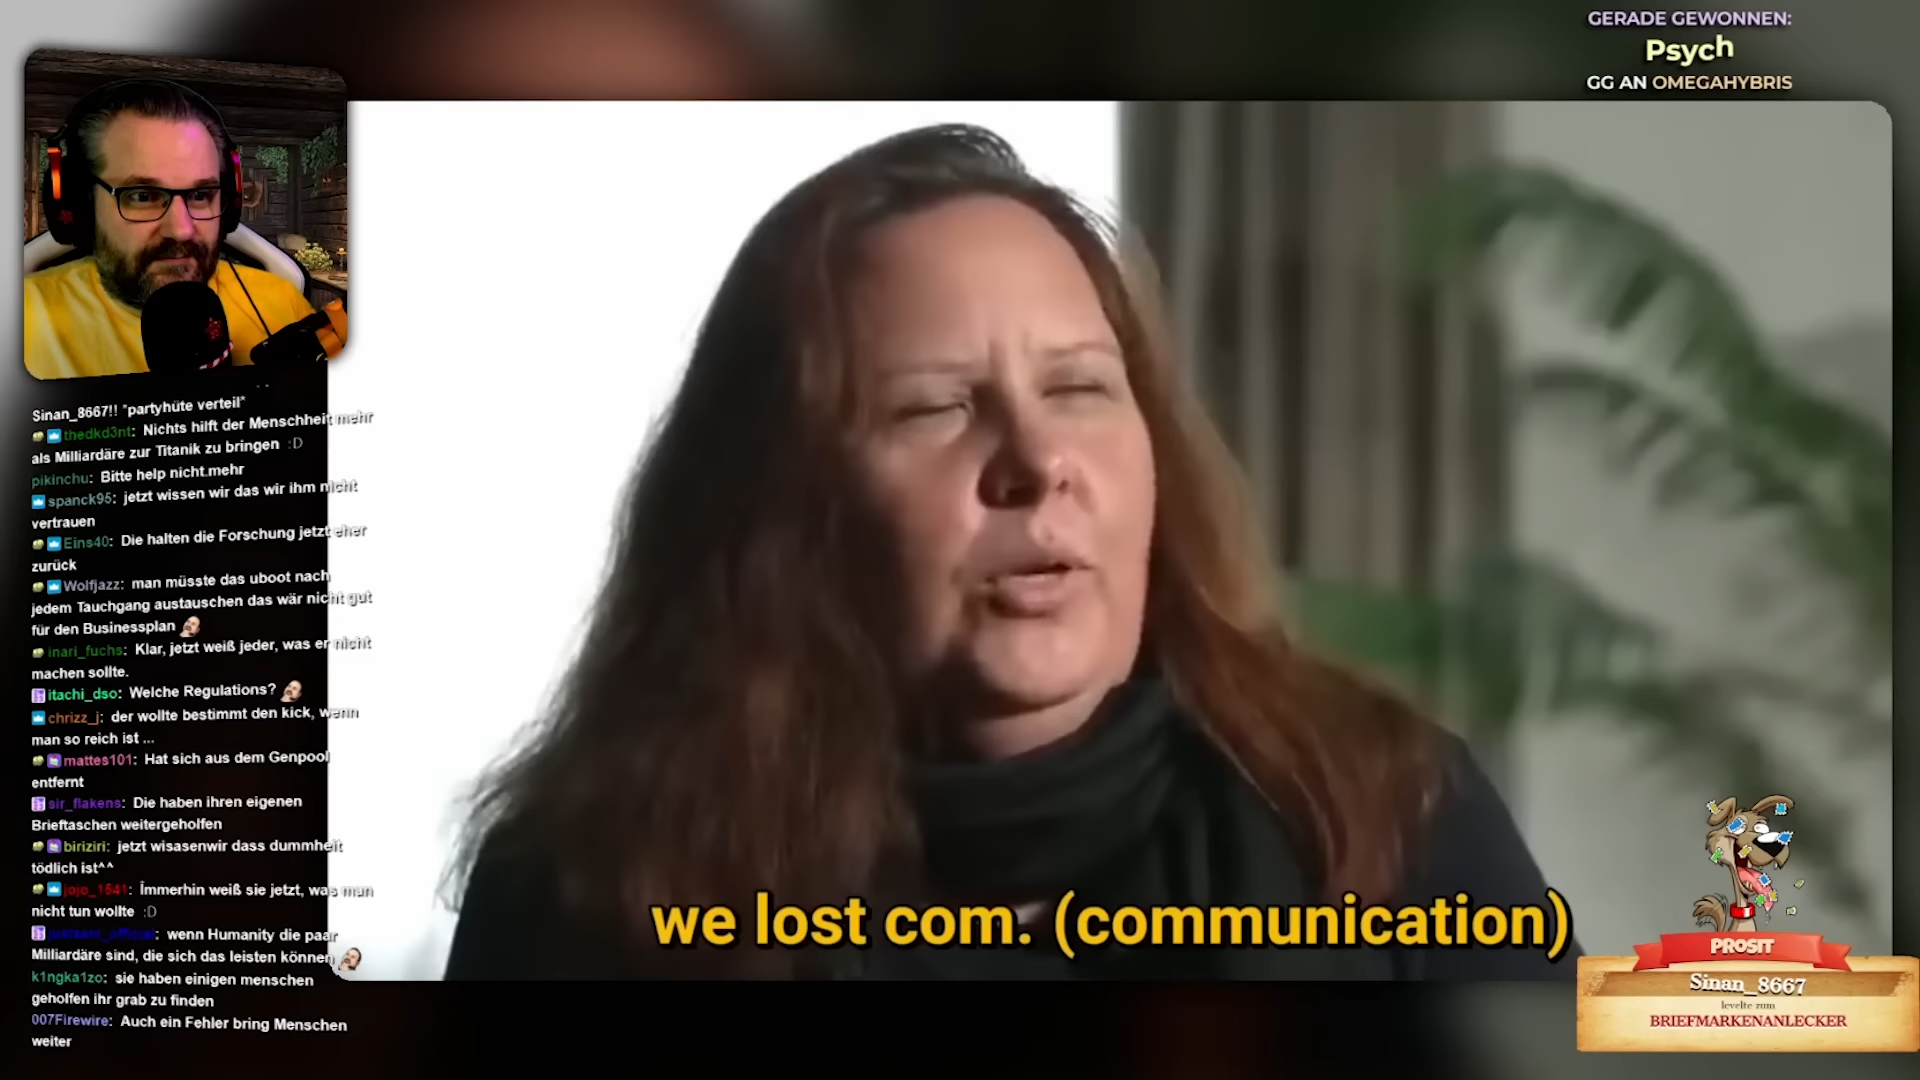 GERADE GEWONNEN:
Psych
GG AN OMEGAHYBRIS
Sinan_8667!! *partyhüte verteil*
thedkd3nt: Nichts hilft der Menschheit mehr
als Milliardäre zur Titanik zu bringen :D
pikinchu: Bitte help nicht mehr
spanck95: jetzt wissen wir das wir ihm nicht
vertrauen
Eins40: Die halten die Forschung jetzt eher
zurück
Wolfjazz: man müsste das uboot nach
jedem Tauchgang austauschen das wär nicht gut
für den Businessplan
inari_fuchs: Klar, jetzt weiß jeder, was er nicht
machen sollte.
itachi_dso: Welche Regulations?
chrizz_j: der wollte bestimmt den kick, wenn
man so reich ist ...
mattes101: Hat sich aus dem Genpool
entfernt
sir_flakens: Die haben ihren eigenen
Brieftaschen weitergeholfen
biriziri: jetzt wisasenwir dass dummheit
tödlich ist^^
jojo_1641: Îmmerhin weiß sie jetzt, was man
nicht tun wollte :D
wenn Humanity die paar
Milliardäre sind, die sich das leisten können
k1ngka1zo: sie haben einigen menschen
geholfen ihr grab zu finden
007Firewire: Auch ein Fehler bring Menschen
weiter
we lost com. (communication)
PROSIT
Sinan_8667
levelte zum
BRIEFMARKENANLECKER